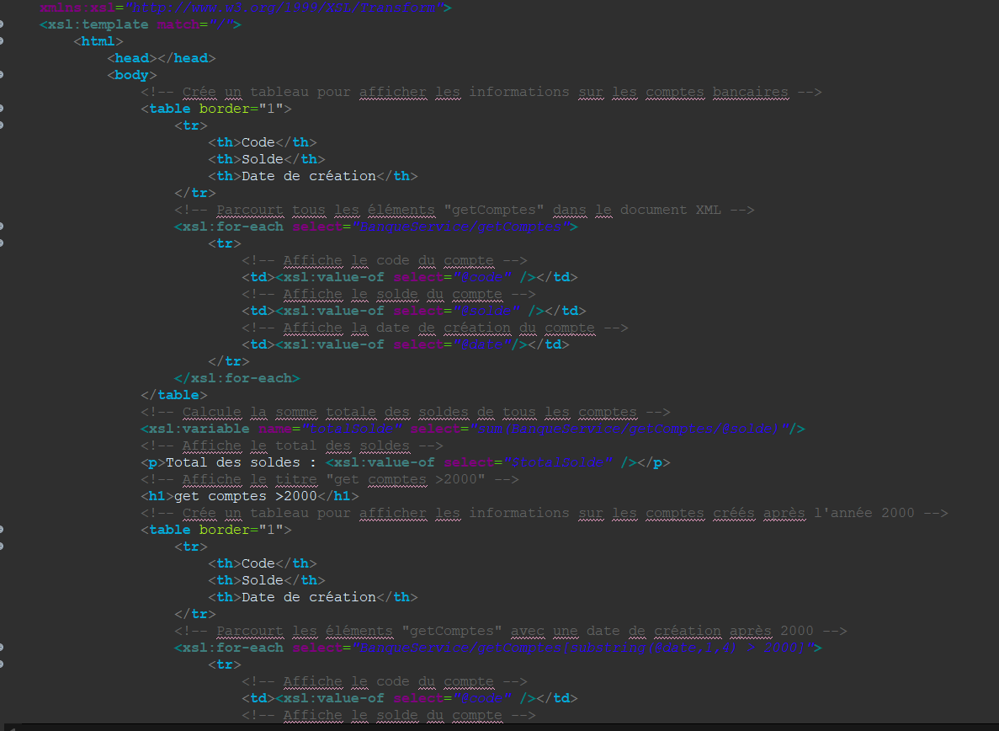 xmlns:xsl="http://www.w3.org/1999/XSL/Transform">
<xsl:template match="/">
<html>
<head></head>
<body>
<!-- Crée un tableau pour afficher les informations sur les comptes bancaires -->
<table border="1">
<tr>
<th>Code</th>
<th>Solde</th>
<th>Date de création</th>
</tr>
<!-- Parcourt tous les éléments "getComptes" dans le document XML -->
<xsl:for-each select="BanqueService/getComptes">
<tr>
<!-- Affiche le code du compte -->
<td><xsl:value-of select="@code" /></td>
<!-- Affiche le solde du compte -->
<td><xsl:value-of select="@solde" /></td>
<!-- Affiche la date de création du compte -->
<td><xsl:value-of select="@date"/></td>
</tr>
</xsl:for-each>
</table>
<!-- Calcule la somme totale des soldes de tous les comptes -->
<xsl:variable name="totalSolde" select="sum(BanqueService/getComptes/@solde)"/>
<!-- Affiche le total des soldes -->
<p>Total des soldes : <xsl:value-of select="$totalSolde" /></p>
<!-- Affiche le titre "get comptes >2000" -->
<h1>get comptes >2000</h1>
<!-- Crée un tableau pour afficher les informations sur les comptes créés après l'année 2000 -->
<table border="1">
<tr>
<th>Code</th>
<th>Solde</th>
<th>Date de création</th>
</tr>
<!-- Parcourt les éléments "getComptes" avec une date de création après 2000 -->
<xsl:for-each select="BanqueService/getComptes[substring(@date,1,4) > 2000]">
<tr>
<!-- Affiche le code du compte -->
<td><xsl:value-of select="@code" /></td>
<!-- Affiche le solde du compte -->